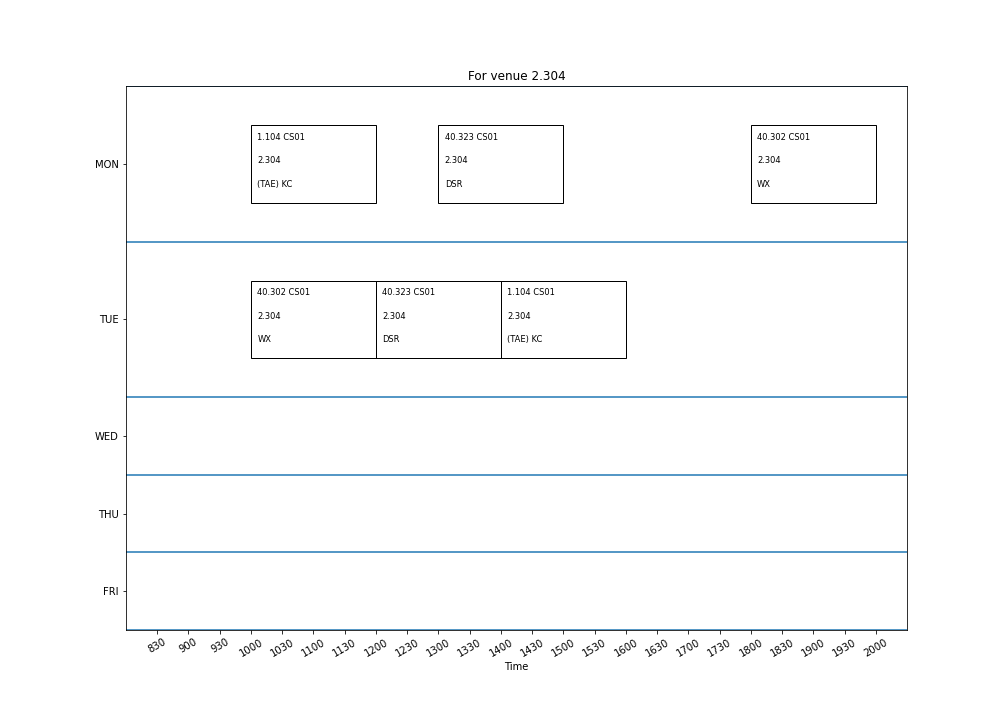 For venue 2.304
MON
1.104 CS01
2.304
(TAE) KC
40.323 CS01
2.304
DSR
40.302 CS01
2.304
WX
TUE
40.302 CS01
2.304
WX
40.323 CS01
2.304
DSR
1.104 CS01
2.304
(TAE) KC
WED
THU
FRI
830 900 930 1000 1030 1100 1130 1200 1230 1300 1330 1400 1430 1500 1530 1600 1630 1700 1730 1800 1830 1900 1930 2000
Time